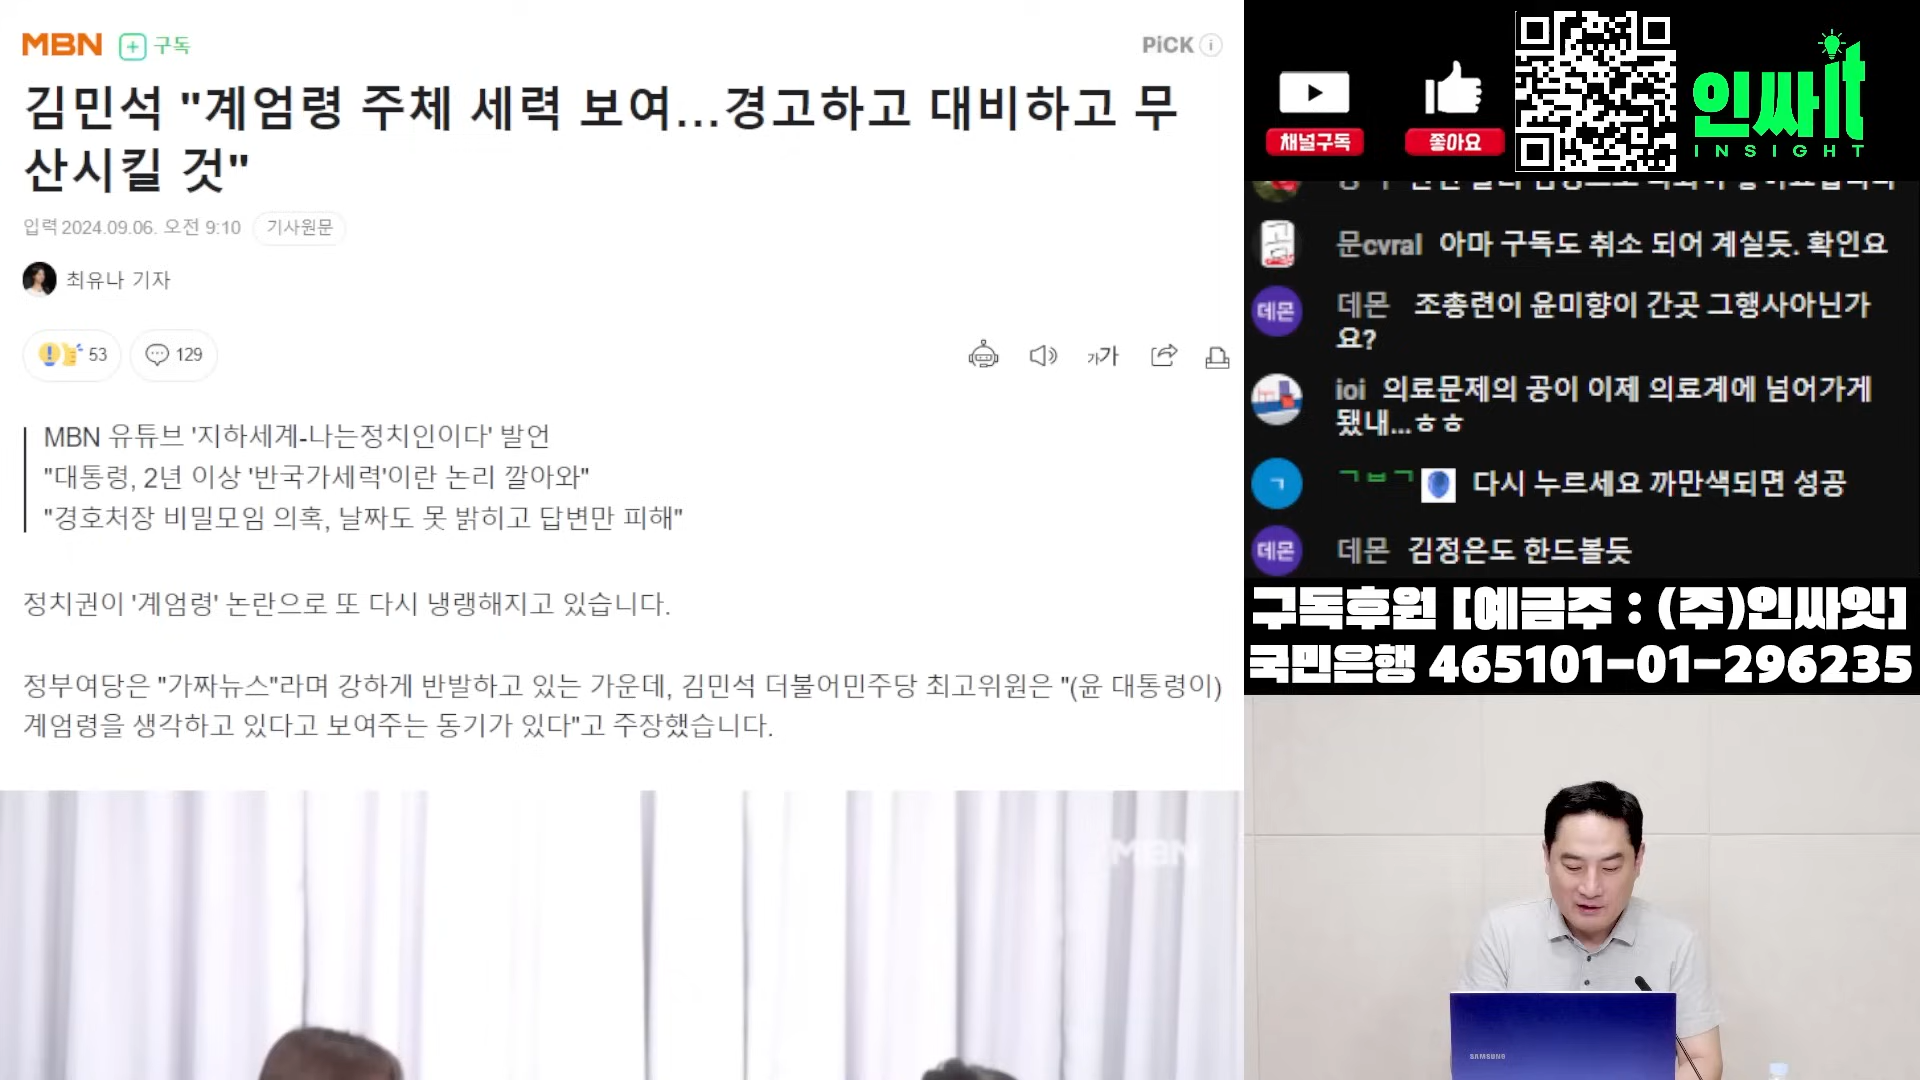 MBN 구독
PiCK
김민석 "계엄령 주체 세력 보여...경고하고 대비하고 무
산시킬 것"
입력 2024.09.06. 오전 9:10 기사원문
최유나 기자
53 129
가가
MBN 유튜브 '지하세계-나는정치인이다' 발언
"대통령, 2년 이상 '반국가세력'이란 논리 깔아와"
"경호처장 비밀모임 의혹, 날짜도 못 밝히고 답변만 피해"
정치권이 '계엄령' 논란으로 또 다시 냉랭해지고 있습니다.
정부여당은 "가짜뉴스"라며 강하게 반발하고 있는 가운데, 김민석 더불어민주당 최고위원은 "(윤 대통령이)
계엄령을 생각하고 있다고 보여주는 동기가 있다"고 주장했습니다.
MBN
채널구독
좋아요
인싸it
INSIGHT
문cvral 아마 구독도 취소 되어 계실듯. 확인요
데몬 데몬 조총련이 윤미향이 간곳 그행사아닌가
요?
ioi 의료문제의 공이 이제 의료계에 넘어가게
됐내...ㅎㅎ
ㄱ ㄱㅂㄱ 다시 누르세요 까만색되면 성공
데몬 데몬 김정은도 한드볼듯
구독후원 [예금주 : (주)인싸잇]
국민은행 465101-01-296235
SAMSUNG